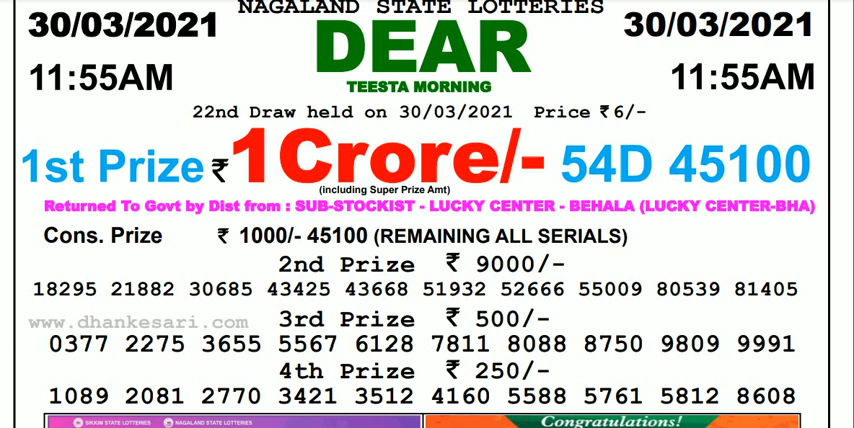 NAGALAND STATE LOTTERIES
30/03/2021 DEAR 30/03/2021
11:55AM TEESTA MORNING 11:55AM
22nd Draw held on 30/03/2021 Price ₹6/-
1st Prize ₹1Crore/- 54D 45100
(including Super Prize Amt)
Returned To Govt by Dist from : SUB-STOCKIST - LUCKY CENTER - BEHALA (LUCKY CENTER-BHA)
Cons. Prize ₹ 1000/- 45100 (REMAINING ALL SERIALS)
2nd Prize ₹ 9000/-
18295 21882 30685 43425 43668 51932 52666 55009 80539 81405
www.dhankesari.com
3rd Prize ₹ 500/-
0377 2275 3655 5567 6128 7811 8088 8750 9809 9991
4th Prize ₹ 250/-
1089 2081 2770 3421 3512 4160 5588 5761 5812 8608
SIKKIM STATE LOTTERIES NAGALAND STATE LOTTERIES Congratulations!